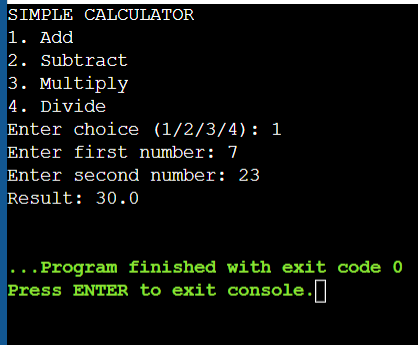 SIMPLE CALCULATOR
1. Add
2. Subtract
3. Multiply
4. Divide
Enter choice (1/2/3/4): 1
Enter first number: 7
Enter second number: 23
Result: 30.0
...Program finished with exit code 0
Press ENTER to exit console.